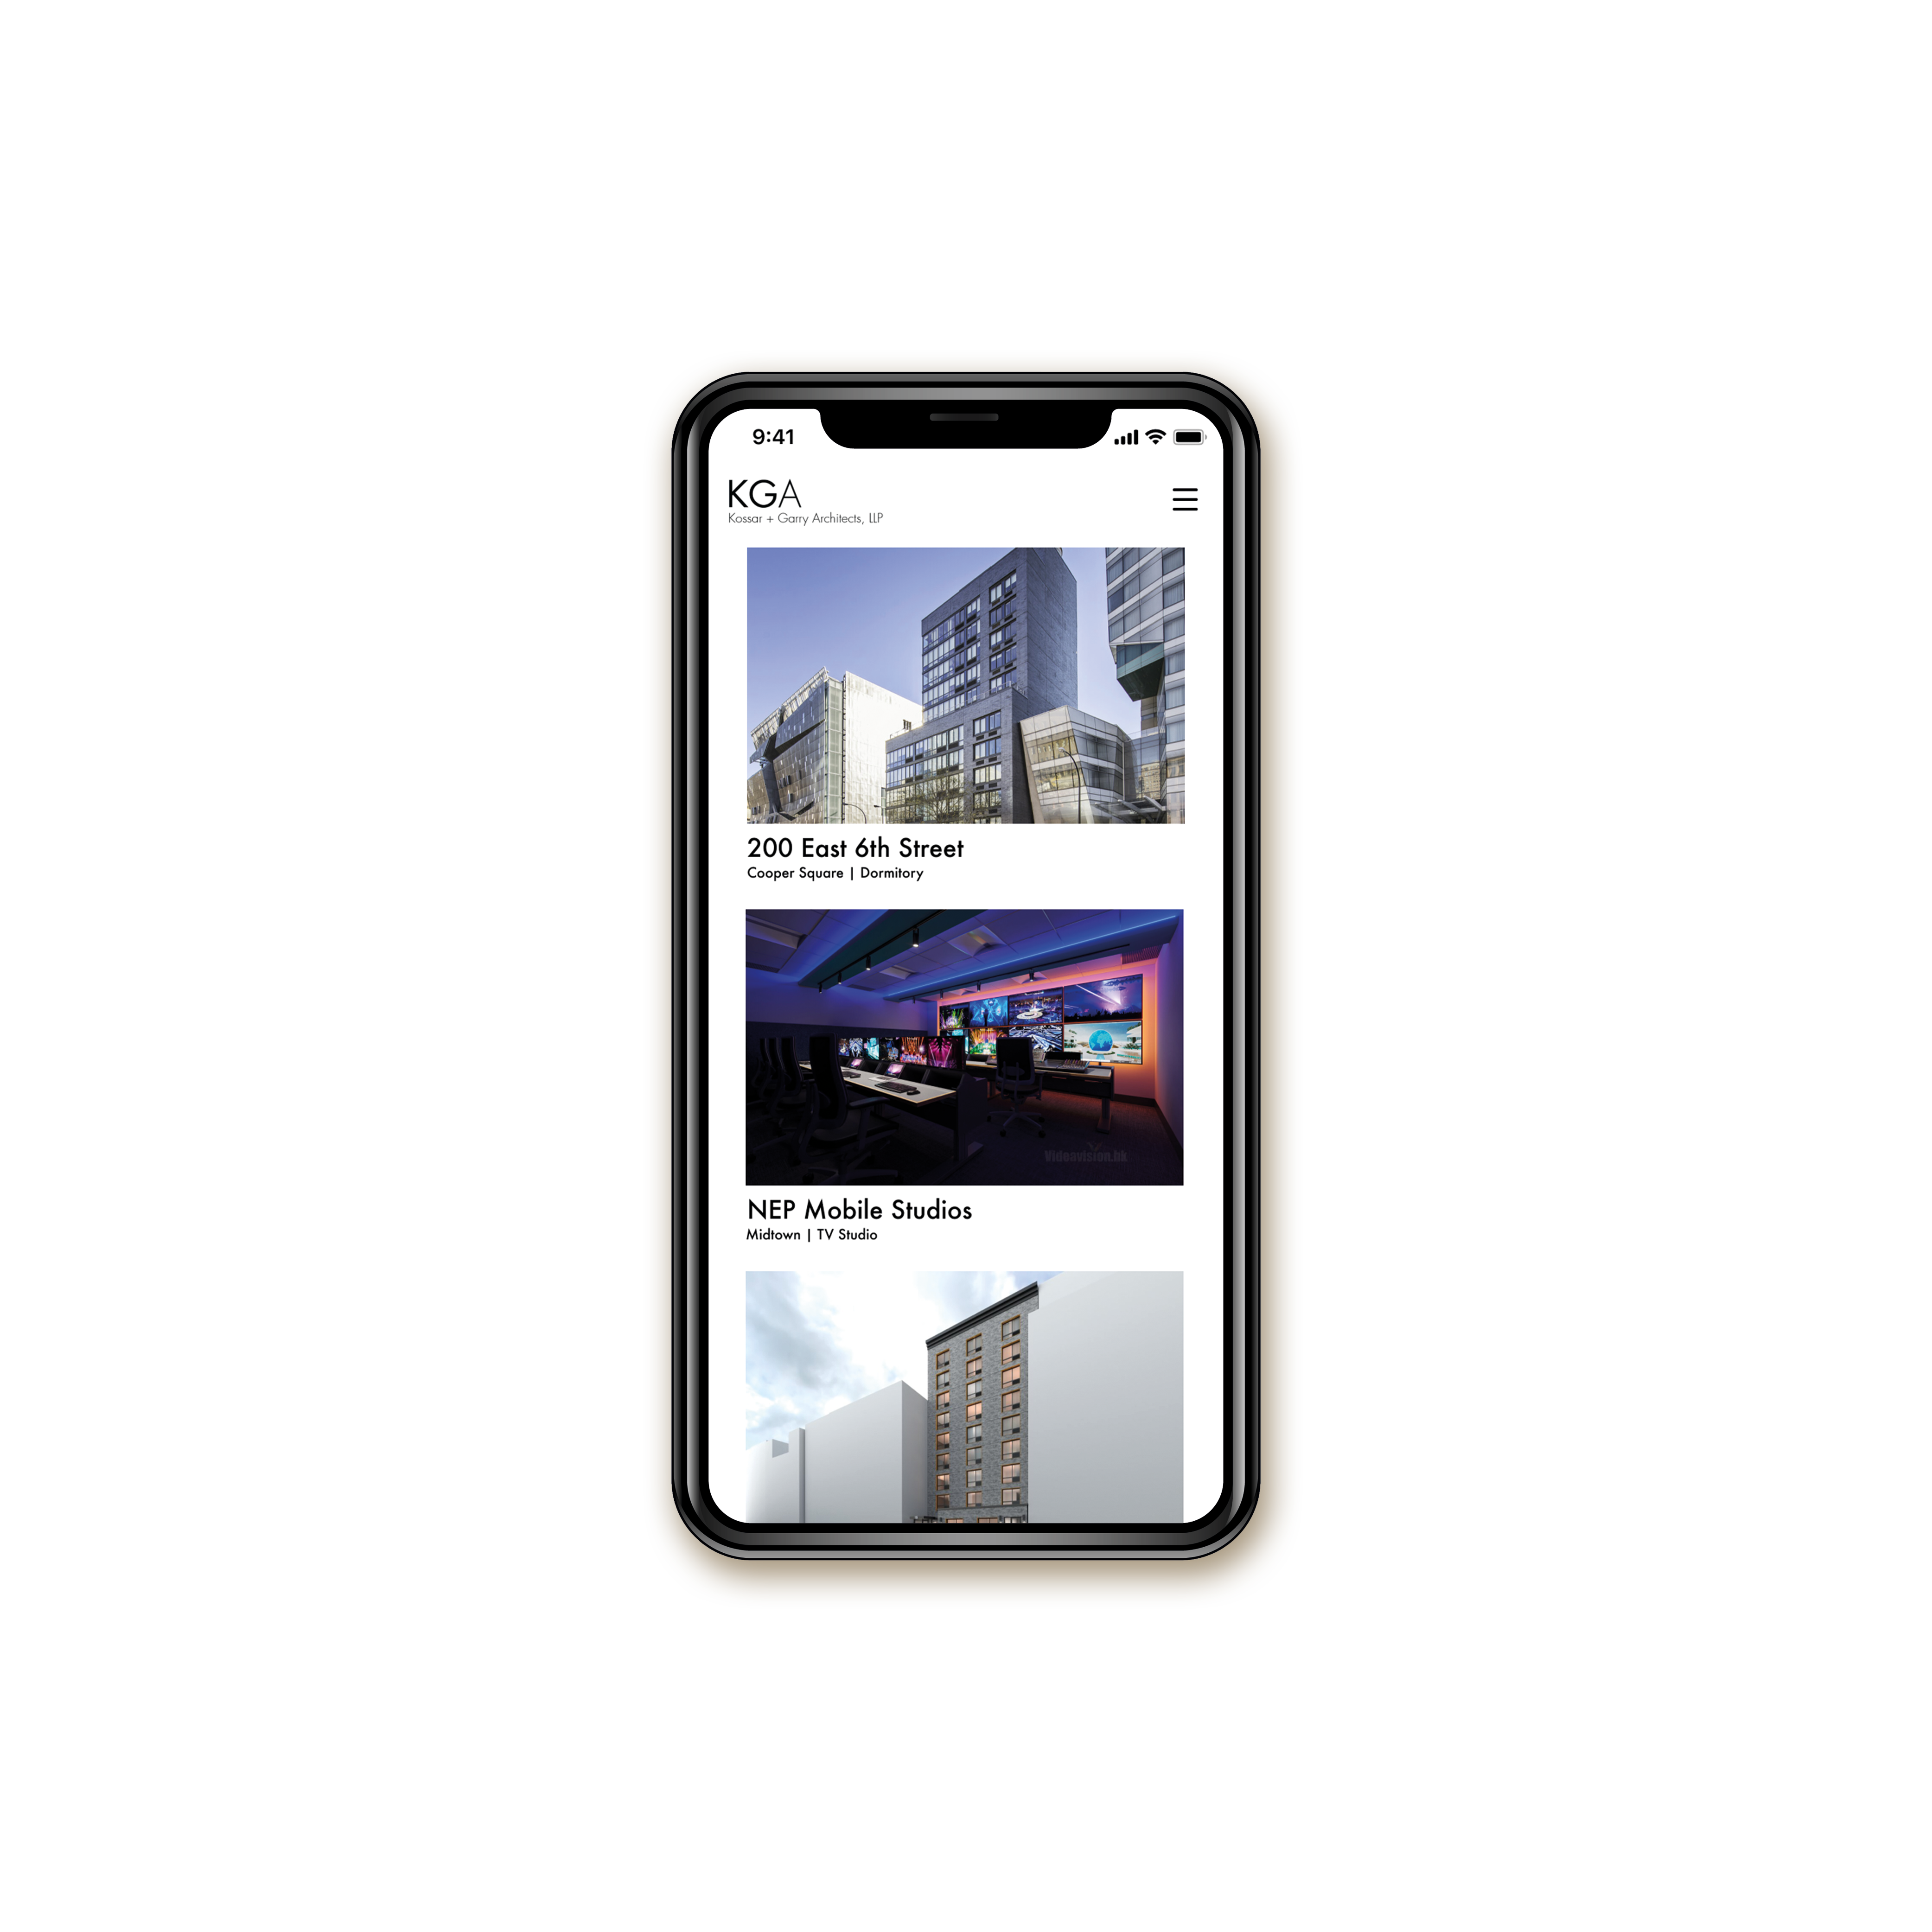 9:41
KGA
Kossar + Garry Architects, LLP
200 East 6th Street
Cooper Square | Dormitory
Videovision.hk
NEP Mobile Studios
Midtown | TV Studio